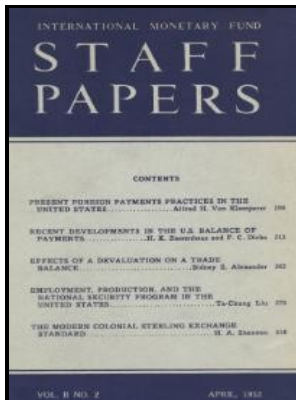 INTERNATIONAL MONETARY FUND
STAFF
PAPERS
CONTENTS
PRESENT FOREIGN PAYMENTS PRACTICES IN THE
UNITED STATES Alfred H. Von Klemperer
RECENT DEVELOPMENTS IN THE U.S. BALANCE OF
PAYMENTS H. K. and F. C. 213
EFFECTS OF A DEVALUATION ON A TRADE
BALANCE Sidney S. Alexander 263
EMPLOYMENT, PRODUCTION, AND THE
NATIONAL SECURITY PROGRAM IN THE
UNITED STATES Ta-Chung Liu
THE MODERN COLONIAL STERLING EXCHANGE
STANDARD H. A.
VOL. II NO. 2 APRIL, 1952